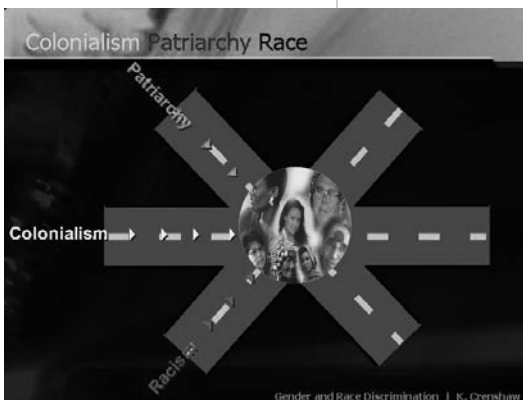 Colonialism Patriarchy Race
Patriarchy
Colonialism
Racism
Gender and Race Discrimination | K. Crenshaw